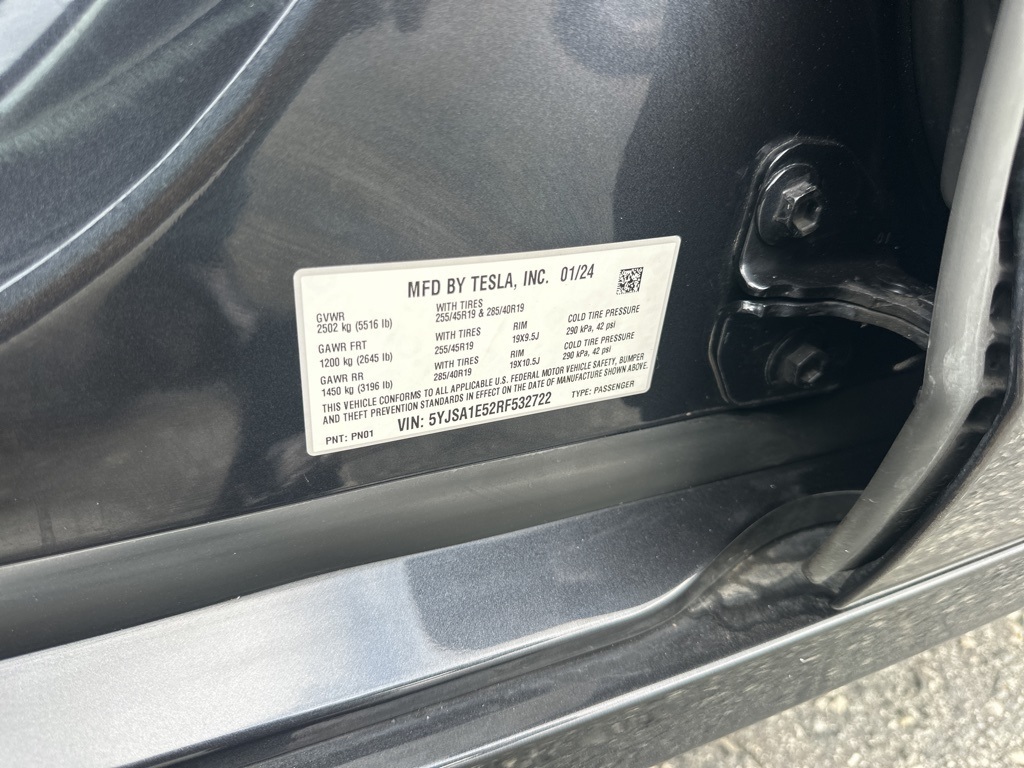 MFD BY TESLA, INC. 01/24
GVWR
2502 kg (5516 lb)
WITH TIRES
255/45R19 & 285/40R19
GAWR FRT
1200 kg (2645 lb)
WITH TIRES
255/45R19
RIM
19X9.5J
COLD TIRE PRESSURE
290 kPa, 42 psi
GAWR RR
1450 kg (3196 lb)
WITH TIRES
285/40R19
RIM
19X10.5J
COLD TIRE PRESSURE
290 kPa, 42 psi
THIS VEHICLE CONFORMS TO ALL APPLICABLE U.S. FEDERAL MOTOR VEHICLE SAFETY, BUMPER
AND THEFT PREVENTION STANDARDS IN EFFECT ON THE DATE OF MANUFACTURE SHOWN ABOVE.
PNT: PN01 VIN: 5YJSA1E52RF532722 TYPE: PASSENGER